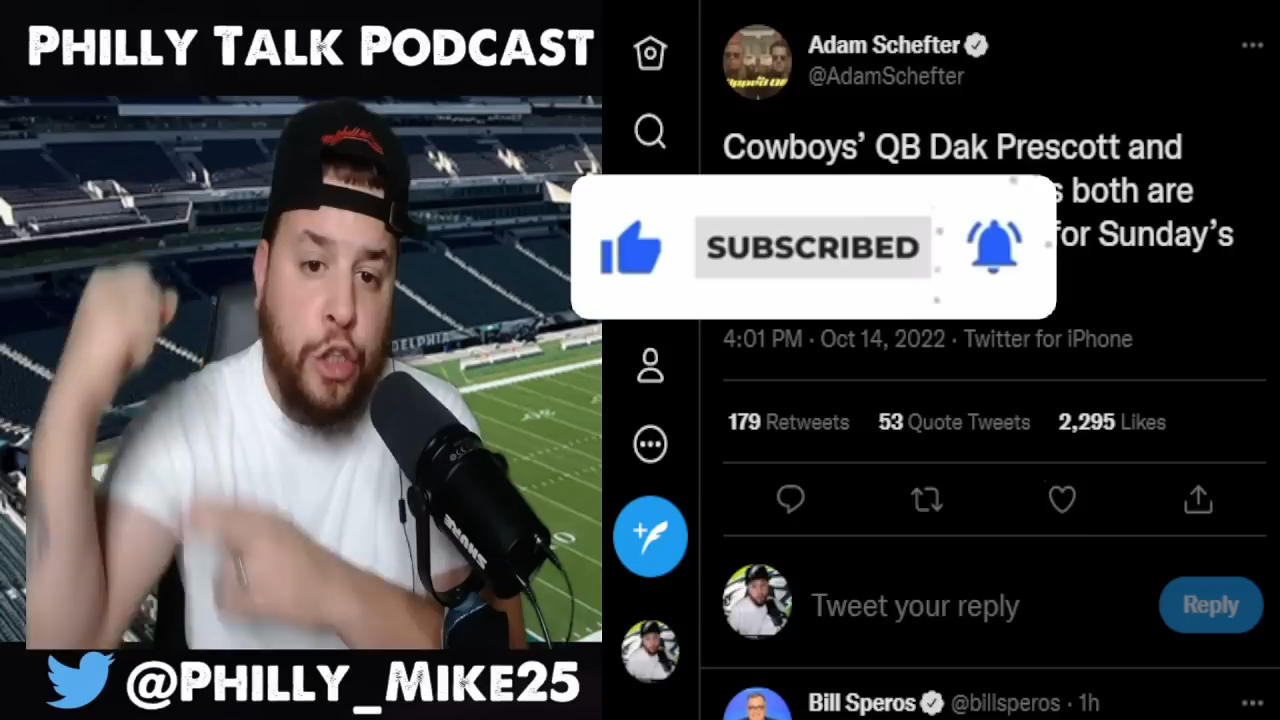 PHILLY TALK PODCAST
Adam Schefter
@AdamSchefter
Cowboys' QB Dak Prescott and
both are
for Sunday's
SUBSCRIBED
4:01 PM · Oct 14, 2022 · Twitter for iPhone
179 Retweets 53 Quote Tweets 2,295 Likes
Tweet your reply
Reply
Bill Speros @billsperos · 1h
SHURE
@PHILLY_MIKE25